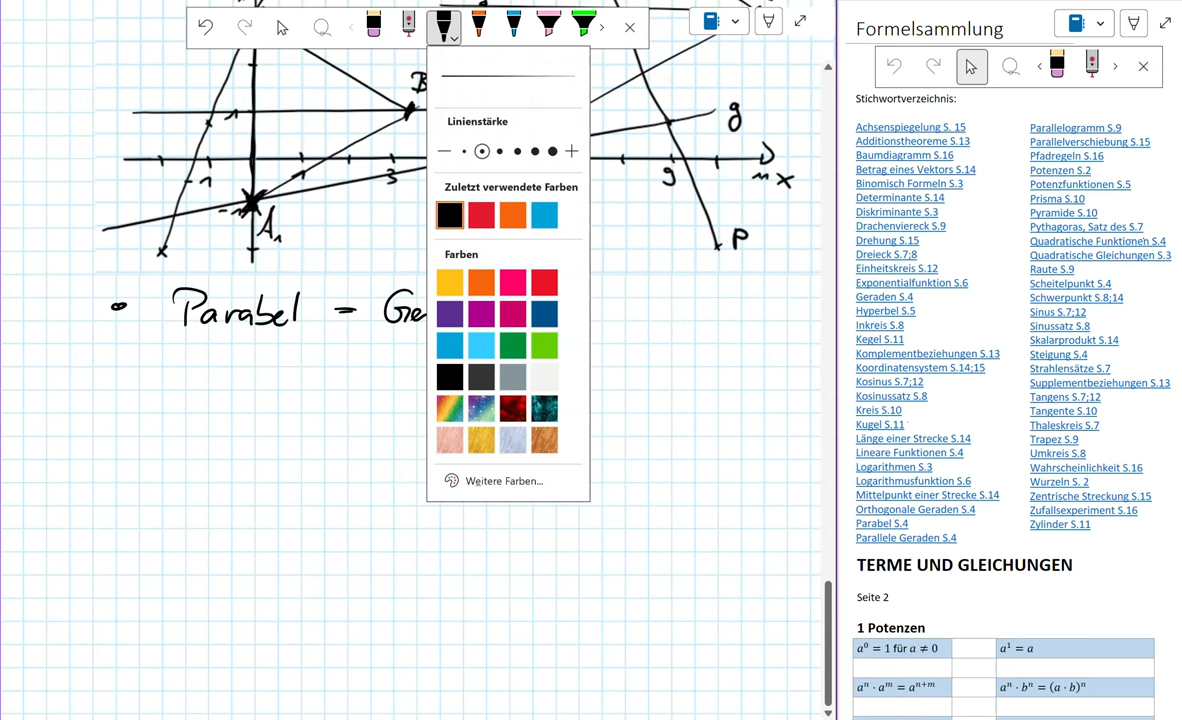 Formelsammlung
Stichwortverzeichnis:
Achsenspiegelung S. 15
Additionstheoreme S.13
Baumdiagramm S.16
Betrag eines Vektors S.14
Binomisch Formeln S.3
Determinante S.14
Diskriminante S.3
Drachenviereck S.9
Drehung S.15
Dreieck S.7;8
Einheitskreis S.12
Exponentialfunktion S.6
Geraden S.4
Hyperbel S.5
Inkreis S.8
Kegel S.11
Komplementbeziehungen S.13
Koordinatensystem S.14;15
Kosinus S.7;12
Kosinussatz S.8
Kreis S.10
Kugel S.11
Länge einer Strecke S.14
Lineare Funktionen S.4
Logarithmen S.3
Logarithmusfunktion S.6
Mittelpunkt einer Strecke S.14
Orthogonale Geraden S.4
Parabel S.4
Parallele Geraden S.4
Parallelogramm S.9
Parallelverschiebung S.15
Pfadregeln S.16
Potenzen S.2
Potenzfunktionen S.5
Prisma S.10
Pyramide S.10
Pythagoras, Satz des S.7
Quadratische Funktionen S.4
Quadratische Gleichungen S.3
Raute S.9
Scheitelpunkt S.4
Schwerpunkt S.8;14
Sinus S.7;12
Sinussatz S.8
Skalarprodukt S.14
Steigung S.4
Strahlensätze S.7
Supplementbeziehungen S.13
Tangens S.7;12
Tangente S.10
Thaleskreis S.7
Trapez S.9
Umkreis S.8
Wahrscheinlichkeit S.16
Wurzeln S. 2
Zentrische Streckung S.15
Zufallsexperiment S.16
Zylinder S.11
TERME UND GLEICHUNGEN
Seite 2
1 Potenzen
a⁰ = 1 für a ≠ 0
a¹ = a
aⁿ · aᵐ = aⁿ⁺ᵐ
aⁿ · bⁿ = (a · b)ⁿ
Linienstärke
Zuletzt verwendete Farben
Farben
Weitere Farben...
B
g
1
-1
1
3
9
x
-1
A₁
P
• Parabel - Ge